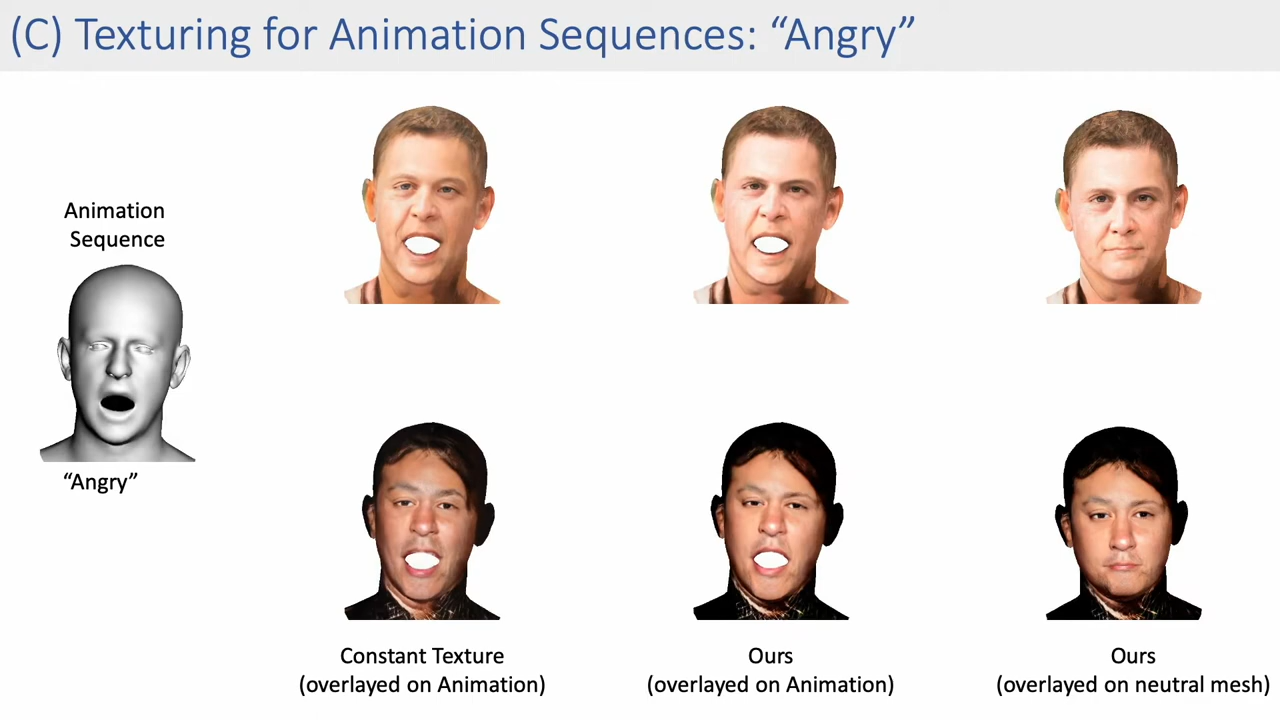 (C) Texturing for Animation Sequences: “Angry”
Animation
Sequence
“Angry”
Constant Texture
(overlayed on Animation)
Ours
(overlayed on Animation)
Ours
(overlayed on neutral mesh)